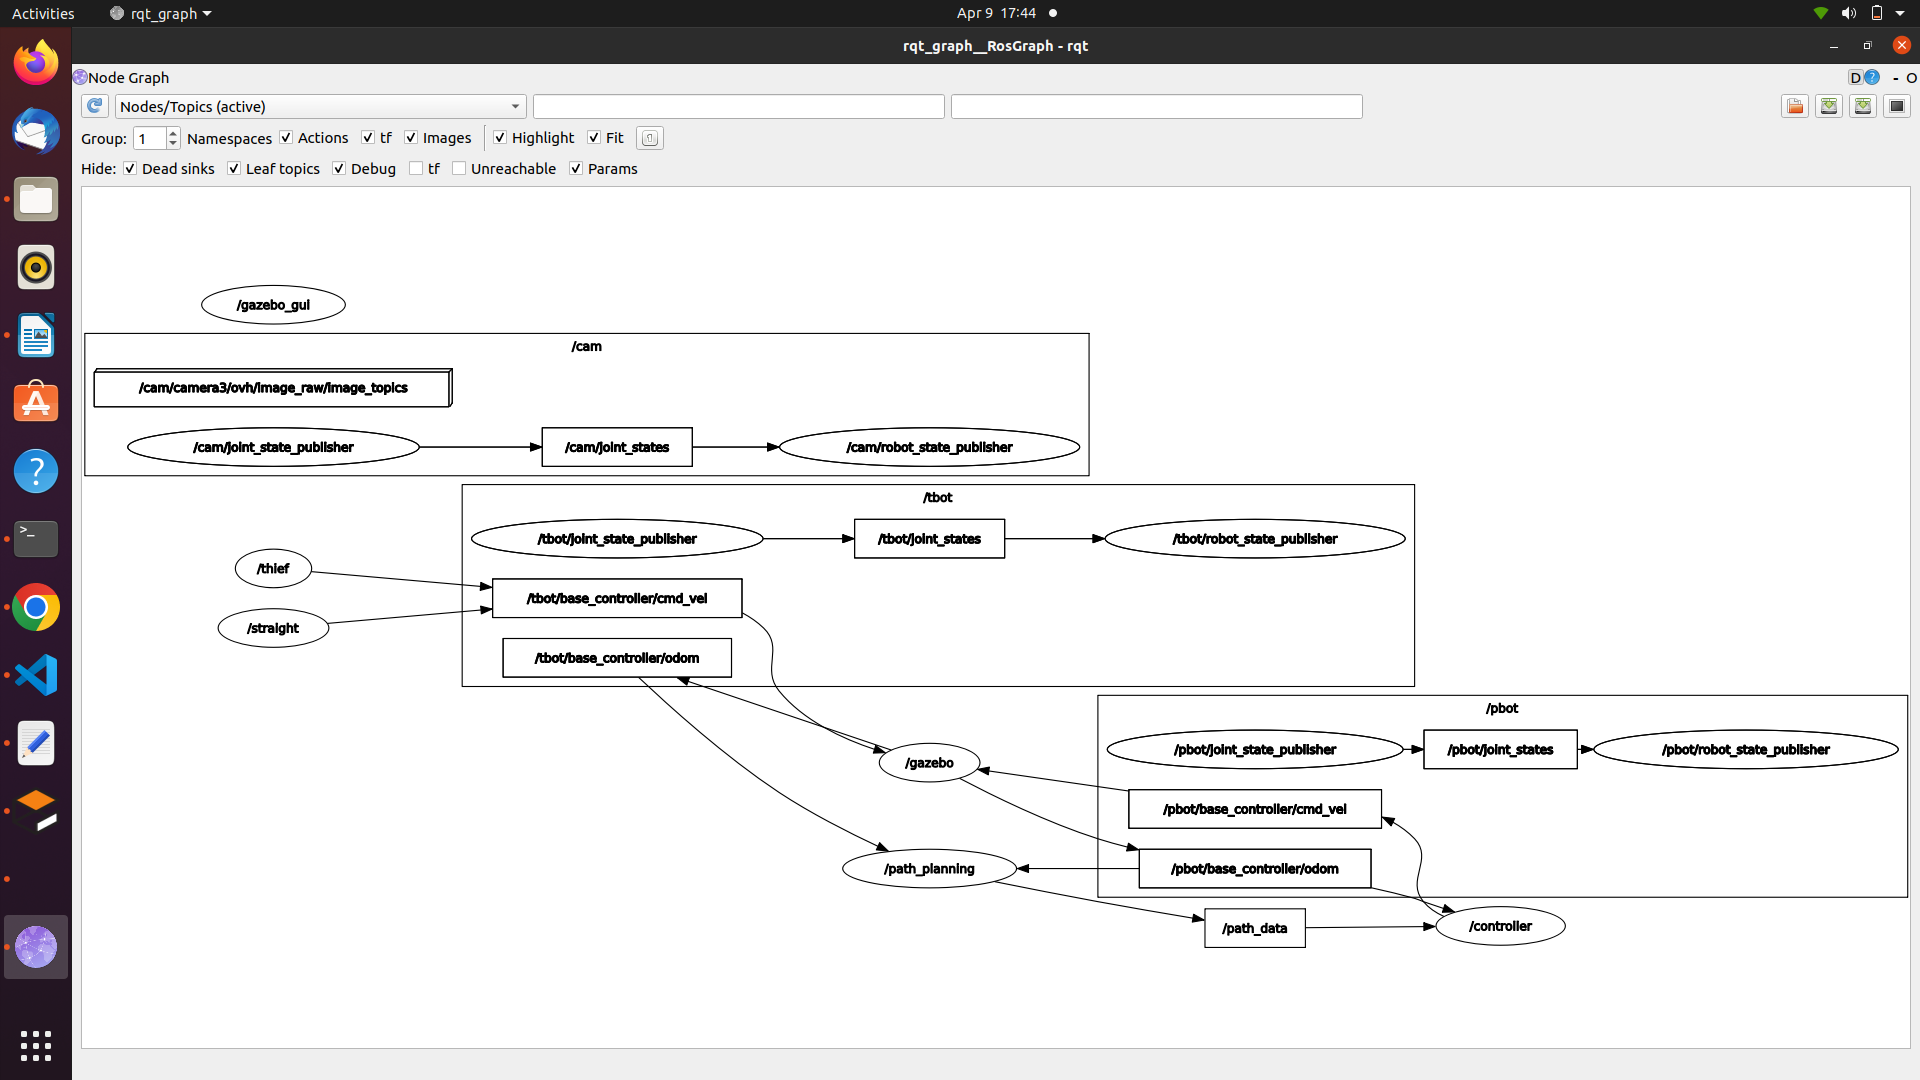 Activities rqt_graph Apr 9 17:44
rqt_graph__RosGraph - rqt
Node Graph D ? - O
Nodes/Topics (active)
Group: 1 Namespaces Actions tf Images Highlight Fit
Hide: Dead sinks Leaf topics Debug tf Unreachable Params
/gazebo_gui
/cam
/cam/camera3/ovh/image_raw/image_topics
/cam/joint_state_publisher /cam/joint_states /cam/robot_state_publisher
/tbot
/tbot/joint_state_publisher /tbot/joint_states /tbot/robot_state_publisher
/thief
/tbot/base_controller/cmd_vel
/straight
/tbot/base_controller/odom
/pbot
/pbot/joint_state_publisher /pbot/joint_states /pbot/robot_state_publisher
/gazebo
/pbot/base_controller/cmd_vel
/path_planning /pbot/base_controller/odom
/path_data /controller